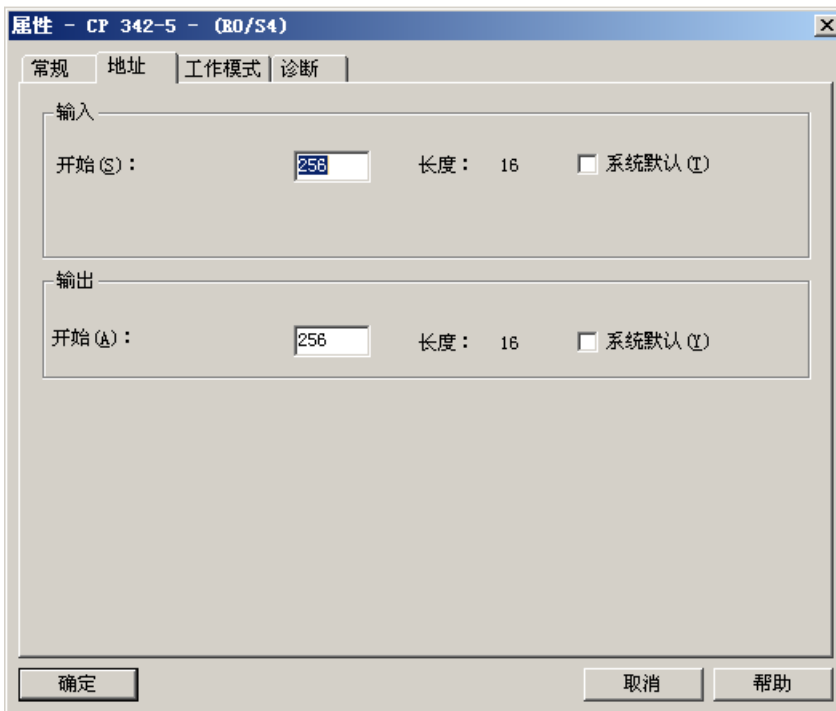 属性 - CP 342-5 - (R0/S4)
常规 地址 工作模式 诊断
输入
开始(S): 256 长度: 16 系统默认(T)
输出
开始(A): 256 长度: 16 系统默认(Y)
确定 取消 帮助